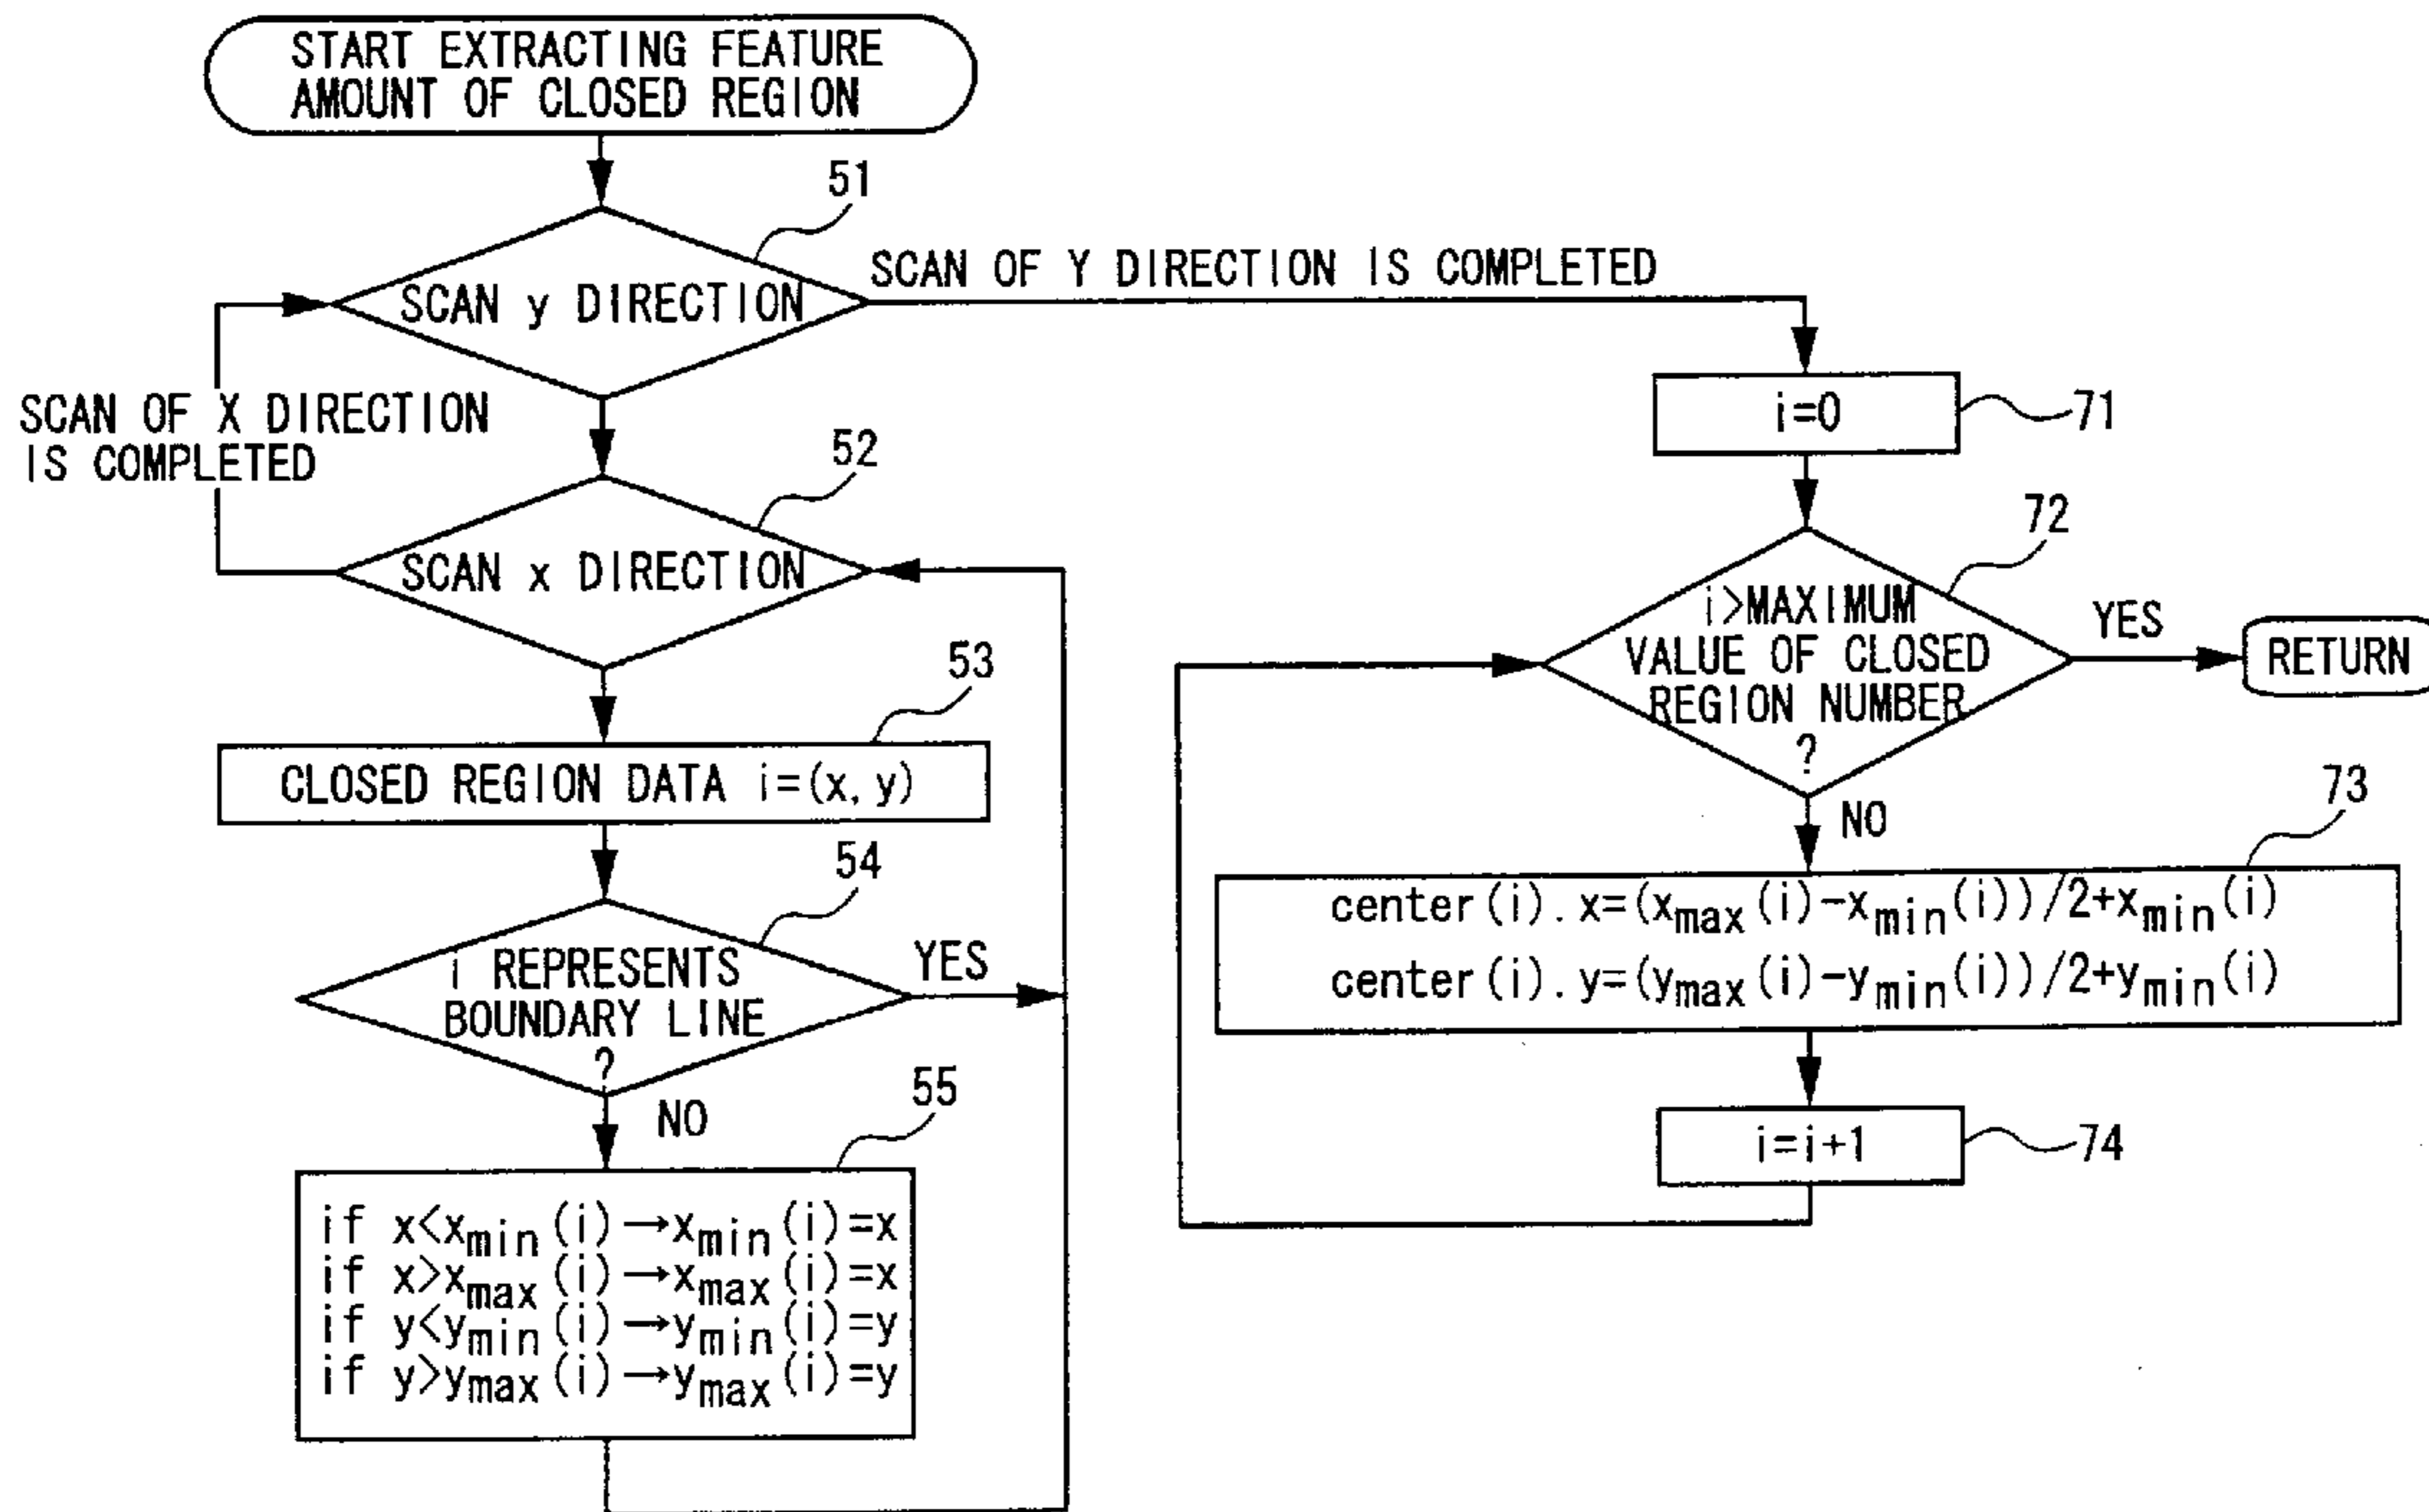 START EXTRACTING FEATURE
AMOUNT OF CLOSED REGION
51
SCAN y DIRECTION
SCAN OF Y DIRECTION IS COMPLETED
SCAN OF X DIRECTION
IS COMPLETED
52
SCAN x DIRECTION
53
CLOSED REGION DATA i=(x, y)
54
i REPRESENTS
BOUNDARY LINE
?
YES
NO
55
if x<xmin(i)→xmin(i)=x
if x>xmax(i)→xmax(i)=x
if y<ymin(i)→ymin(i)=y
if y>ymax(i)→ymax(i)=y
i=0
71
72
i>MAXIMUM
VALUE OF CLOSED
REGION NUMBER
?
YES
RETURN
NO
73
center(i).x=(xmax(i)-xmin(i))/2+xmin(i)
center(i).y=(ymax(i)-ymin(i))/2+ymin(i)
i=i+1
74